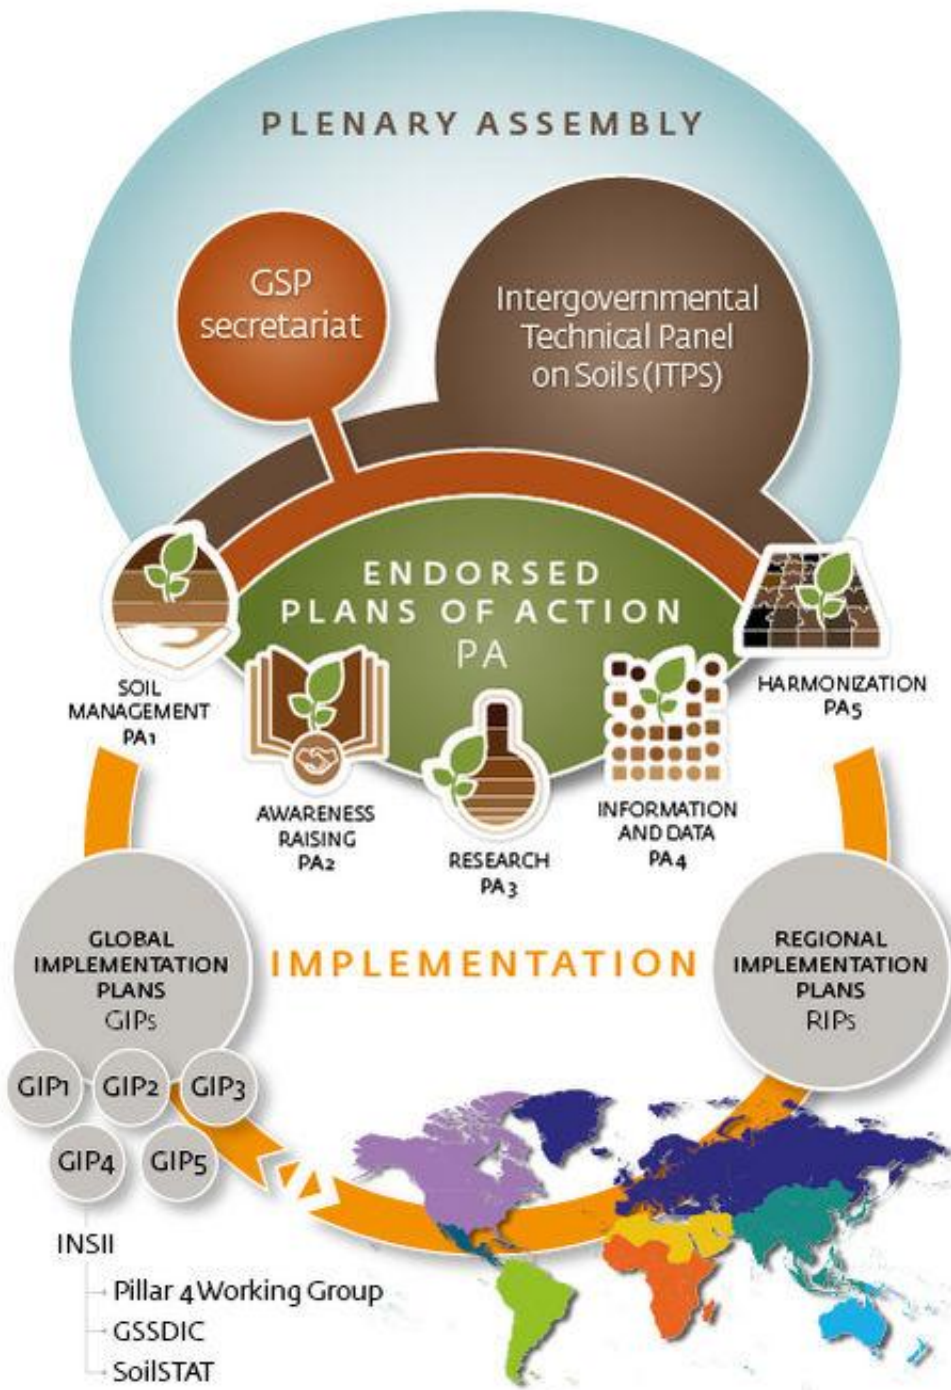 PLENARY ASSEMBLY
GSP
secretariat
Intergovernmental
Technical Panel
on Soils (ITPS)
ENDORSED
PLANS OF ACTION
PA
SOIL
MANAGEMENT
PA1
AWARENESS
RAISING
PA2
RESEARCH
PA3
INFORMATION
AND DATA
PA4
HARMONIZATION
PA5
GLOBAL
IMPLEMENTATION
PLANS
GIPs
IMPLEMENTATION
REGIONAL
IMPLEMENTATION
PLANS
RIPs
GIP1
GIP2
GIP3
GIP4
GIP5
INSII
Pillar 4 Working Group
GSSDIC
SoilSTAT